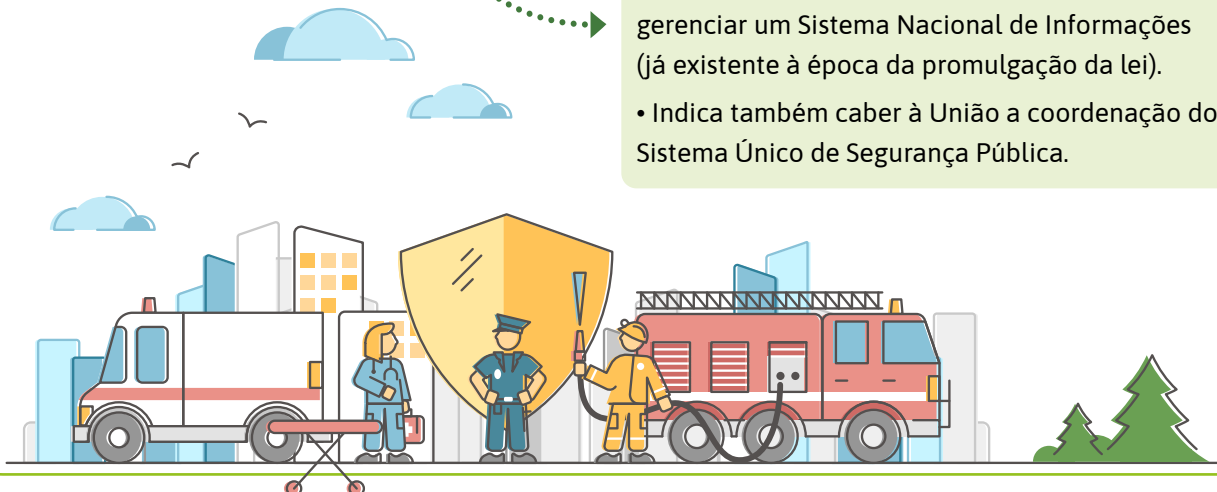 gerenciar um Sistema Nacional de Informações
(já existente à época da promulgação da lei).
• Indica também caber à União a coordenação do
Sistema Único de Segurança Pública.